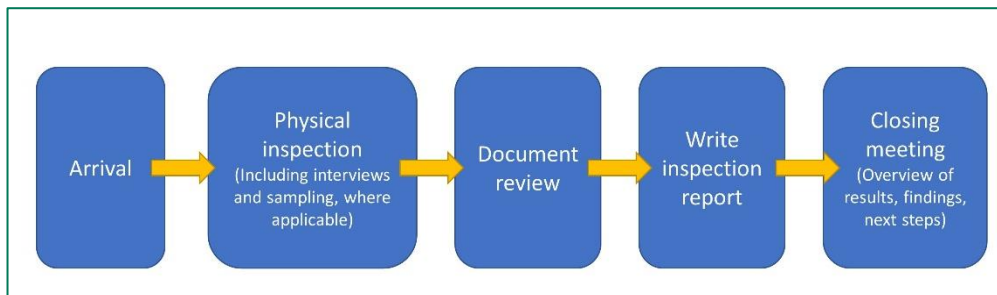 Arrival
Physical
inspection
(Including interviews
and sampling, where
applicable)
Document
review
Write
inspection
report
Closing
meeting
(Overview of
results, findings,
next steps)